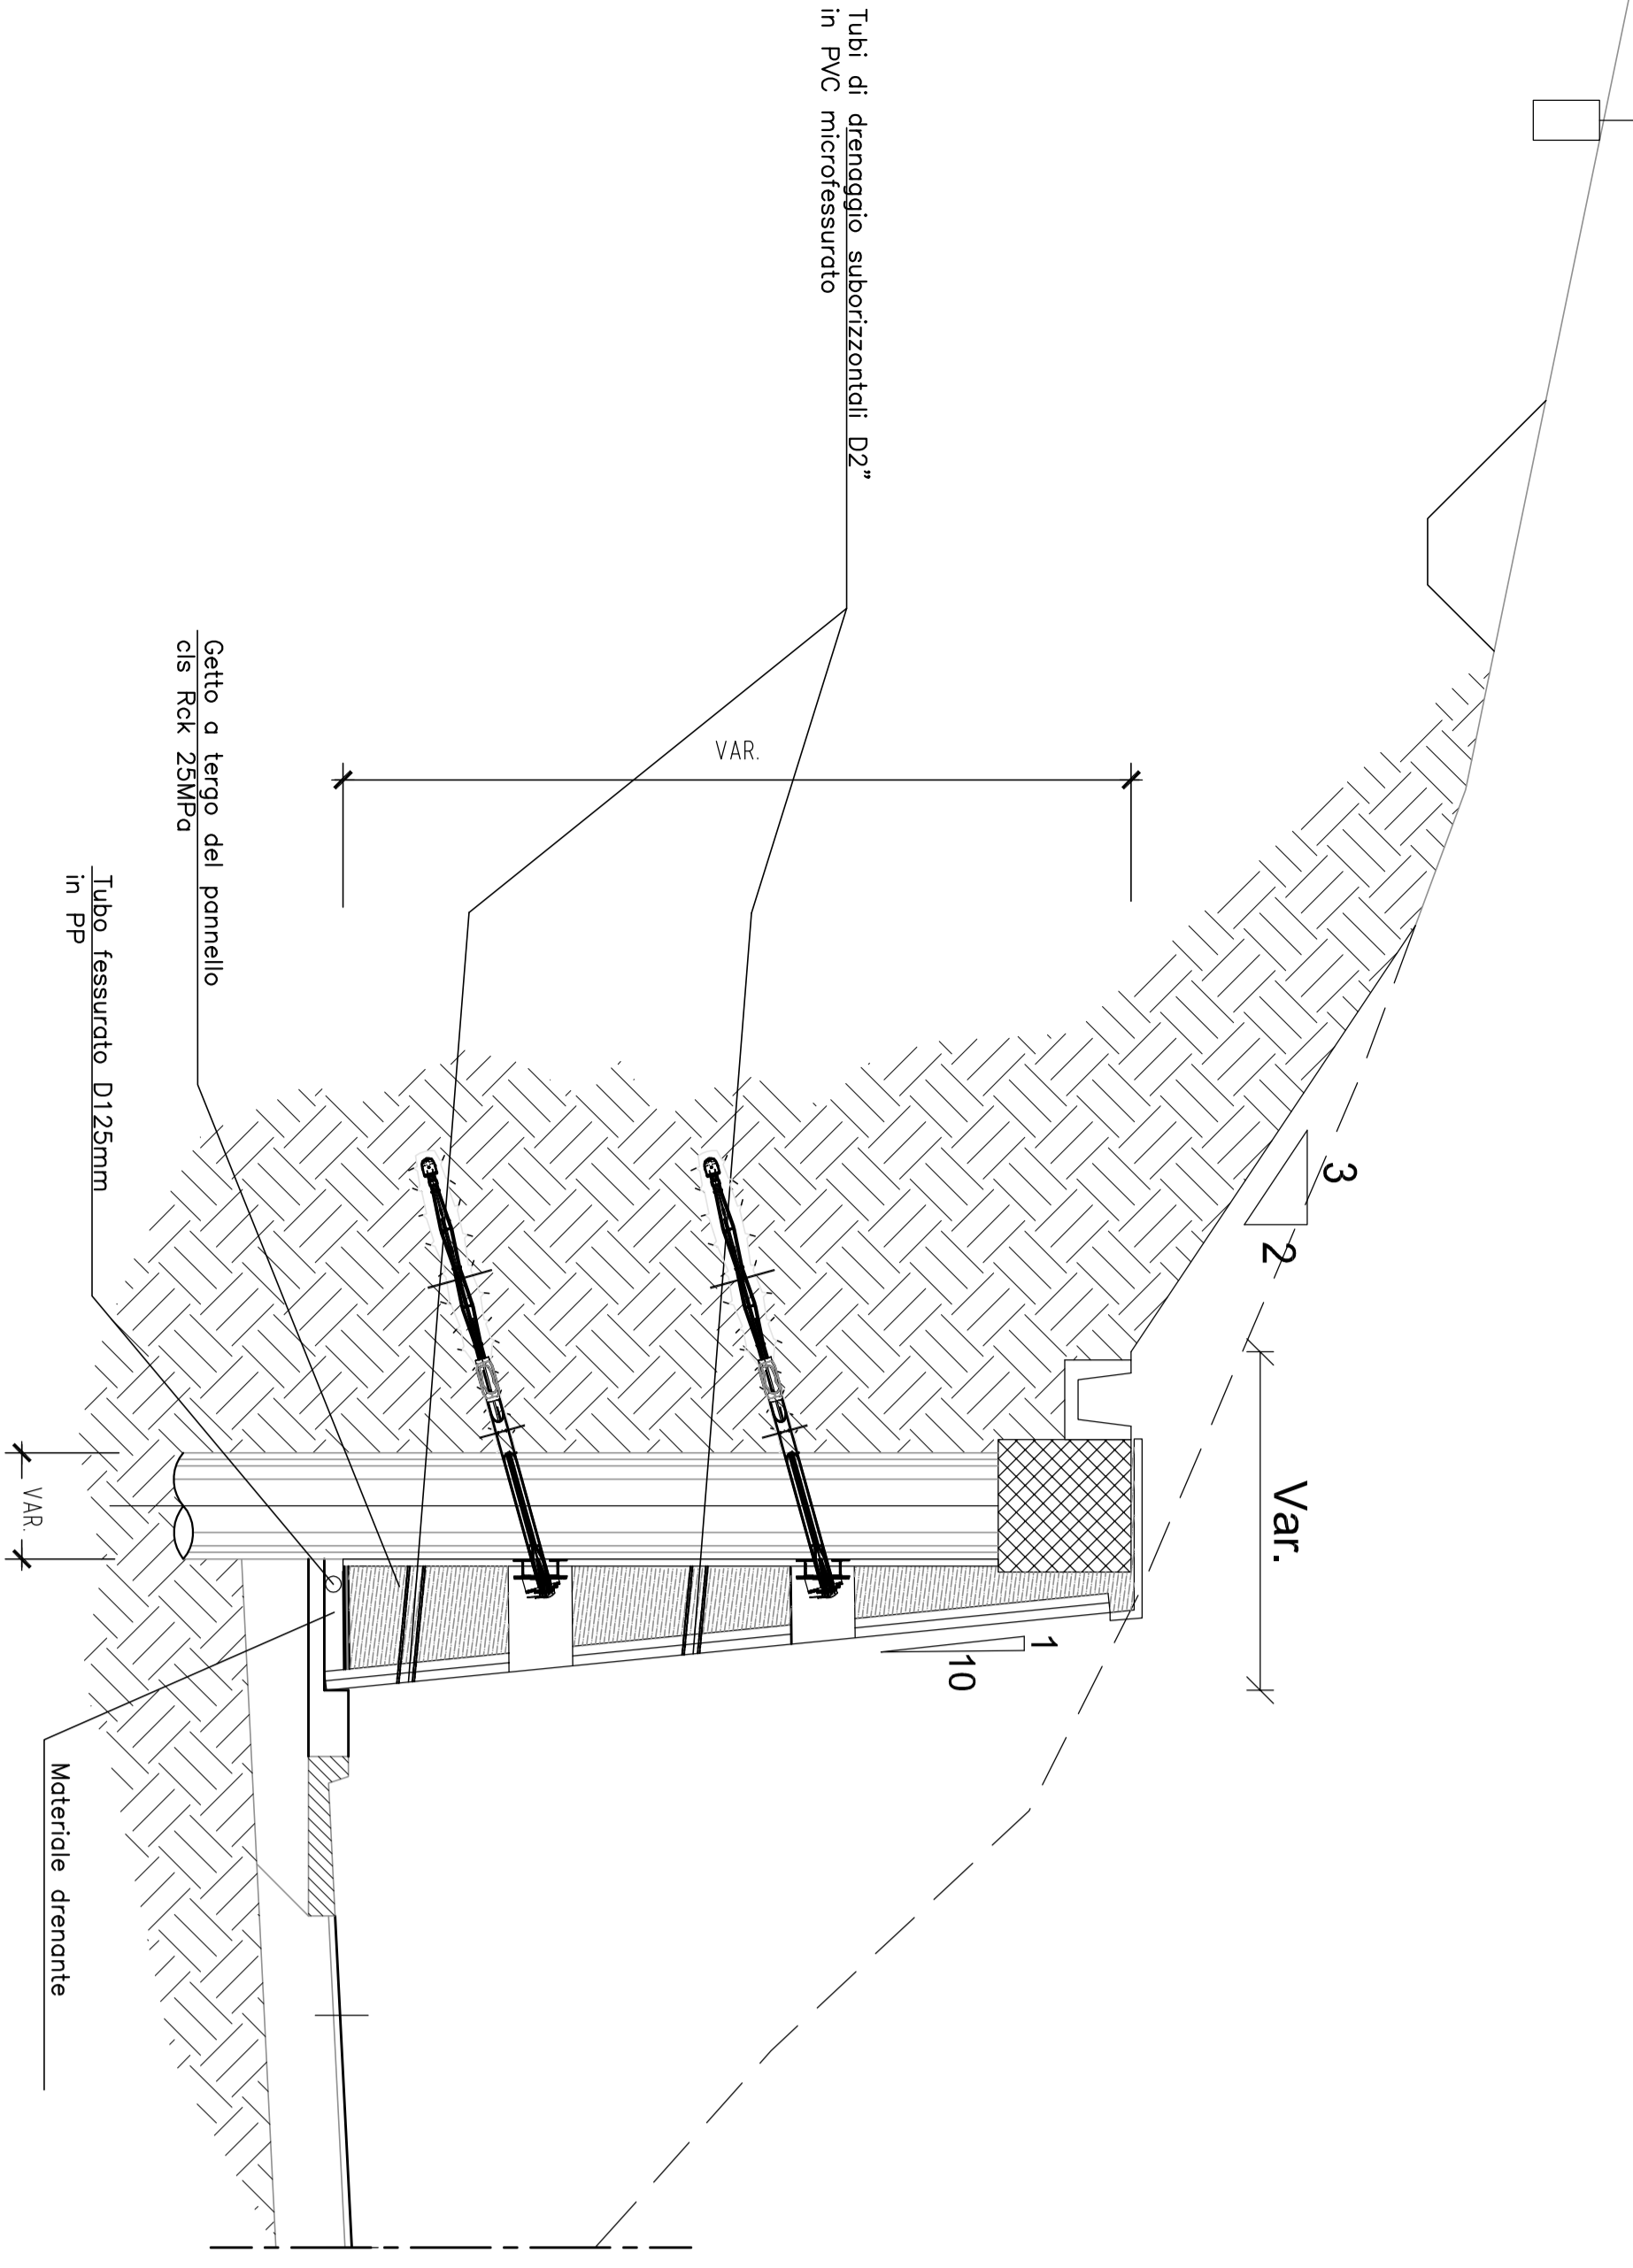 Tubi di drenaggio suborizzontali D2"
in PVC microfessurato
VAR.
3
2
Var.
1
10
Getto a tergo del pannello
cls Rck 25MPa
Tubo fessurato D125mm
in PP
VAR.
Materiale drenante